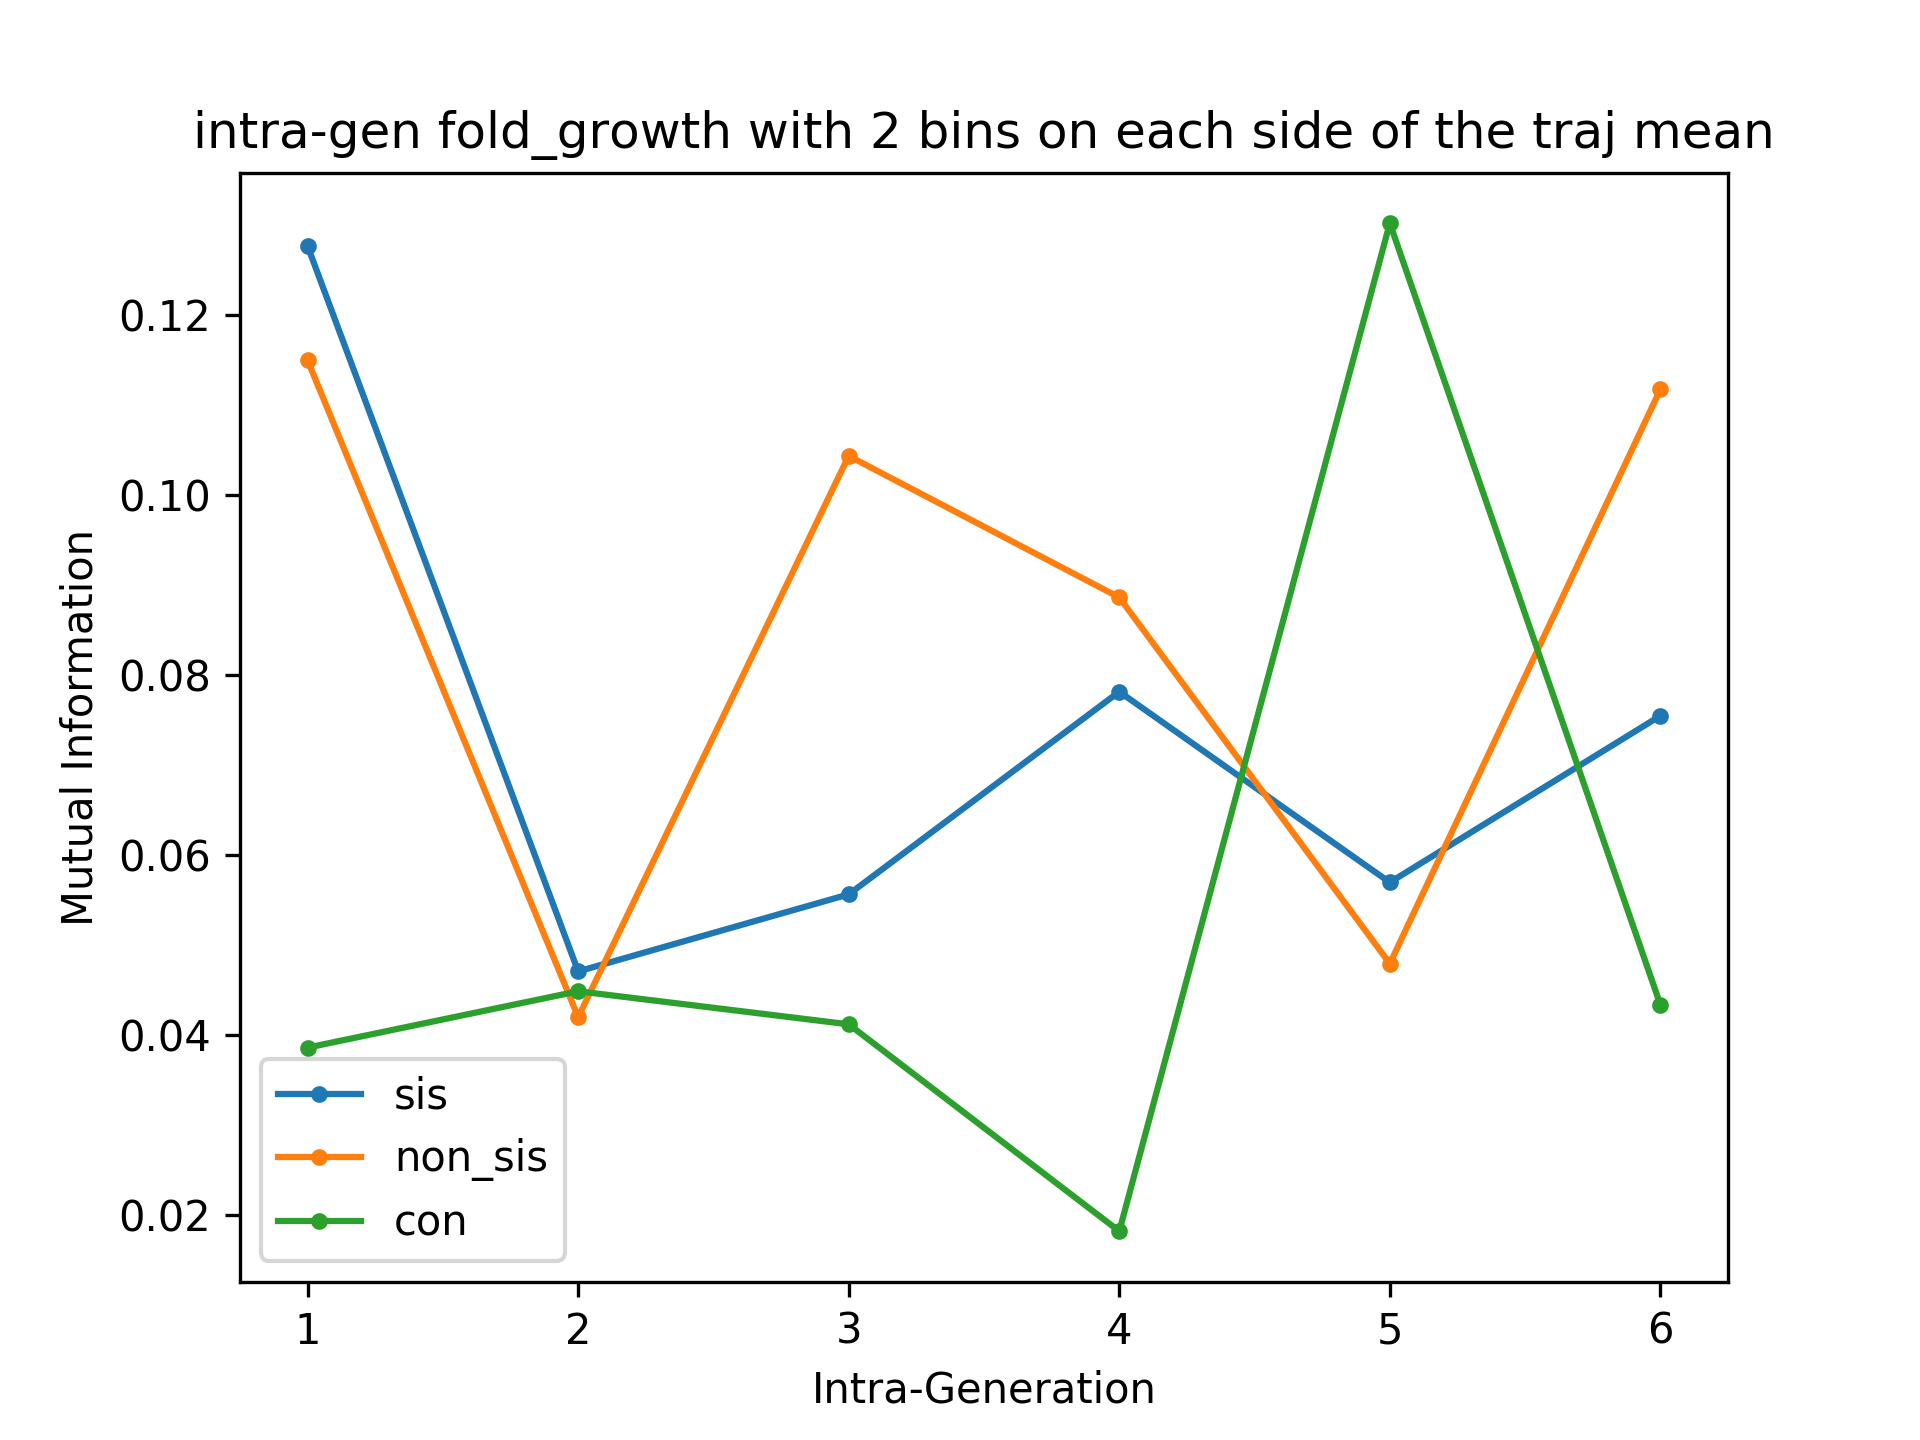 intra-gen fold_growth with 2 bins on each side of the traj mean
Mutual Information
0.12
0.10
0.08
0.06
0.04
0.02
sis
non_sis
con
1 2 3 4 5 6
Intra-Generation